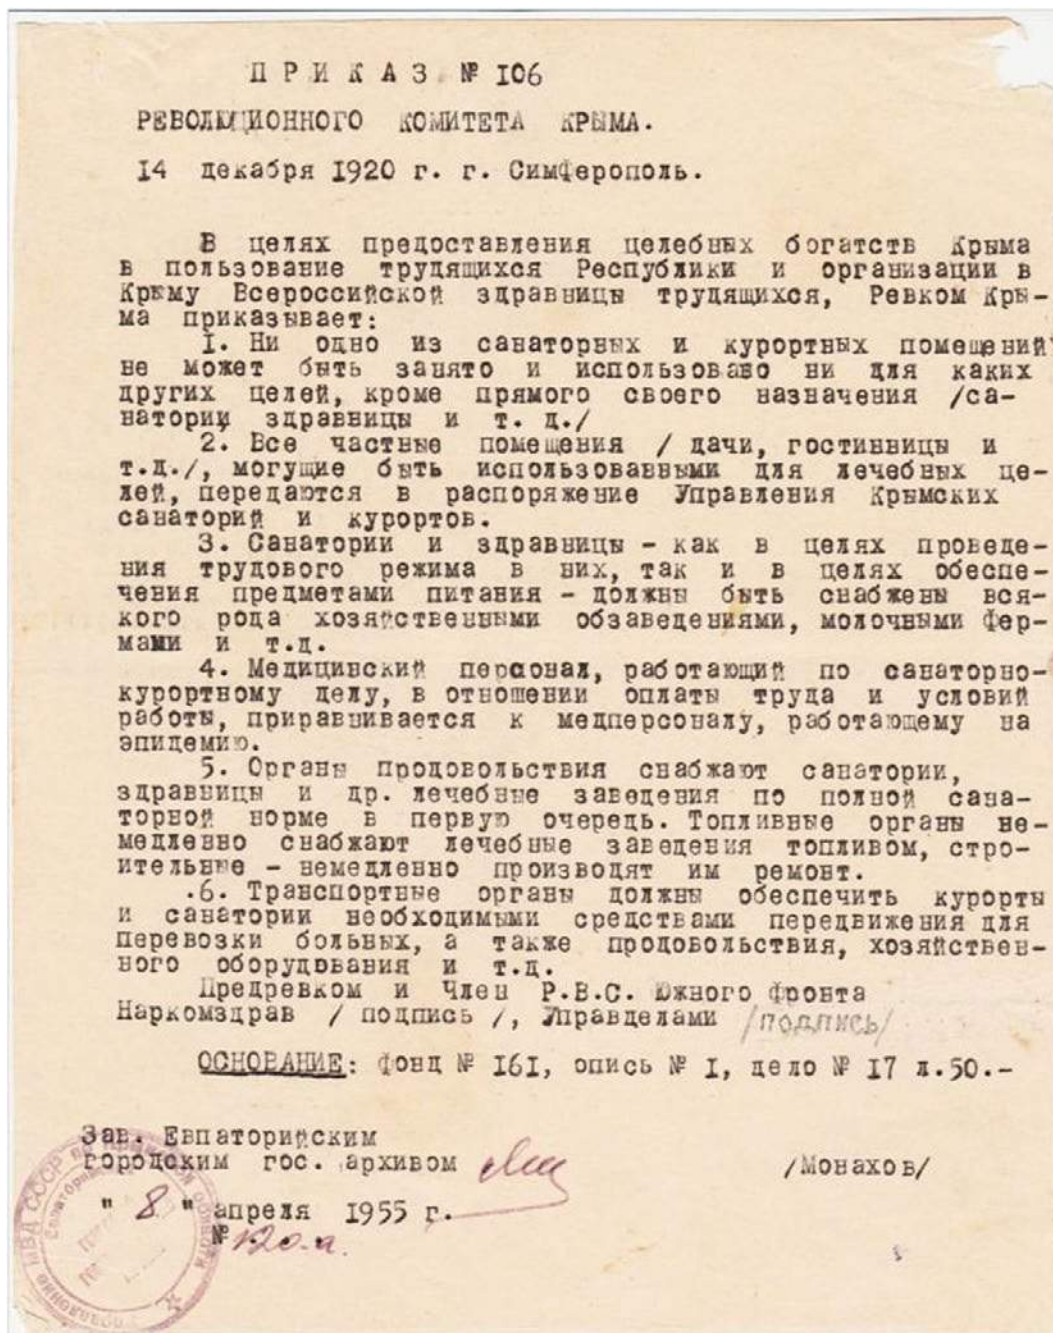 ПРИКАЗ № 106
РЕВОЛЮЦИОННОГО КОМИТЕТА КРЫМА.
14 декабря 1920 г. г. Симферополь.
В целях предоставления целебных богатств Крыма
в пользование трудящихся Республики и организации в
Крыму Всероссийской здравницы трудящихся, Ревком Кры-
ма приказывает:
1. Ни одно из санаторных и курортных помещений
не может быть занято и использовано ни для каких
других целей, кроме прямого своего назначения /са-
натории здравницы и т. д./
2. Все частные помещения / дачи, гостинницы и
т.д./, могущие быть использованными для лечебных це-
лей, передаются в распоряжение Управления Крымских
санаторий и курортов.
3. Санатории и здравницы - как в целях проведе-
ния трудового режима в них, так и в целях обеспе-
чения предметами питания - должны быть снабжены вся-
кого рода хозяйственными обзаведениями, молочными фер-
мами и т.д.
4. Медицинский персонал, работающий по санаторно-
курортному делу, в отношении оплаты труда и условий
работы, приравнивается к медперсоналу, работающему на
эпидемию.
5. Органы продовольствия снабжают санатории,
здравницы и др. лечебные заведения по полной сана-
торной норме в первую очередь. Топливные органы не-
медленно снабжают лечебные заведения топливом, стро-
ительные - немедленно производят им ремонт.
.6. Транспортные органы должны обеспечить курорты
и санатории необходимыми средствами передвижения для
перевозки больных, а также продовольствия, хозяйствен-
ного оборудования и т.д.
Предревком и Член Р.В.С. Южного фронта
Наркомздрав / подпись /, Управделами /подпись/
ОСНОВАНИЕ: фонд № 161, опись № 1, дело № 17 л.50.-
Зав. Евпаторийским
городским гос. архивом /Монахов/
" 8 " апреля 1955 г.
№ 120.а.
Управление МВД СССР по Крымской области